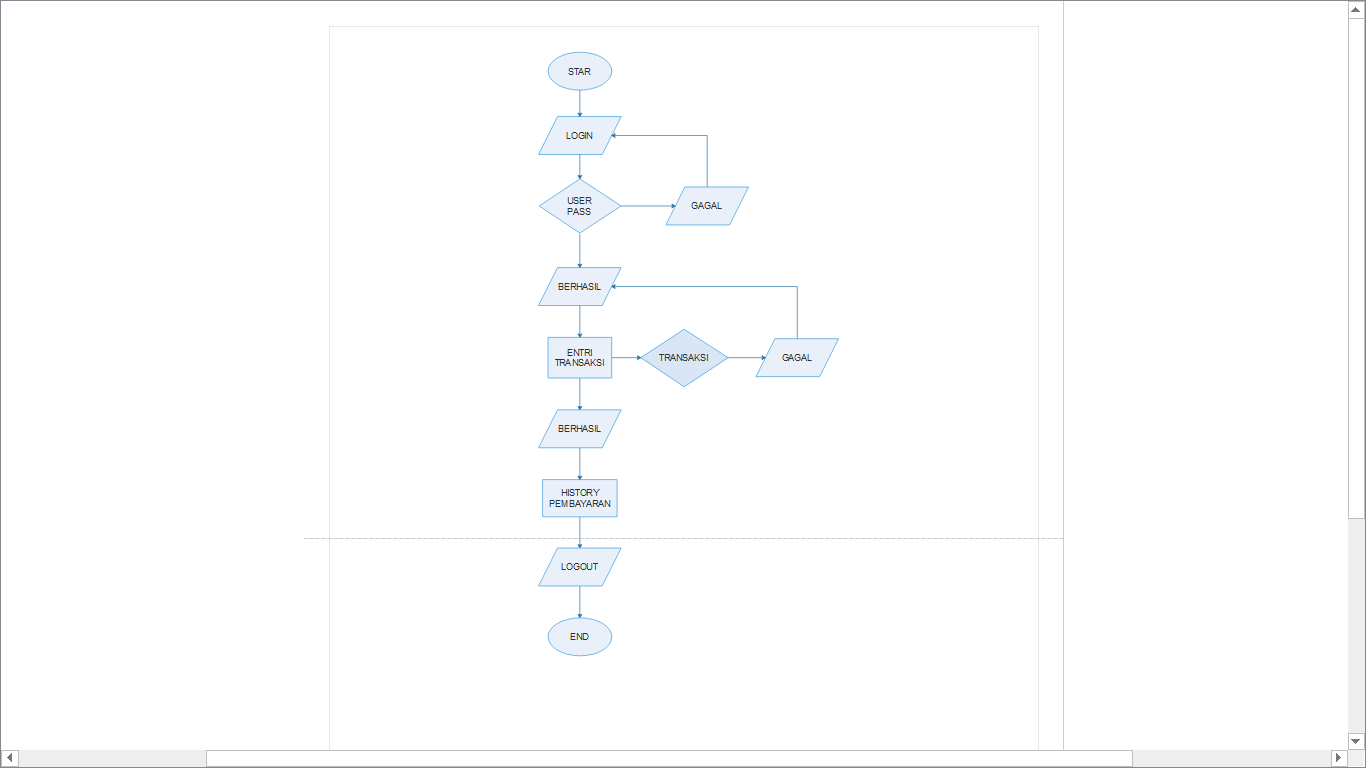 STAR
LOGIN
USER
PASS
GAGAL
BERHASIL
ENTRI
TRANSAKSI
TRANSAKSI
GAGAL
BERHASIL
HISTORY
PEMBAYARAN
LOGOUT
END